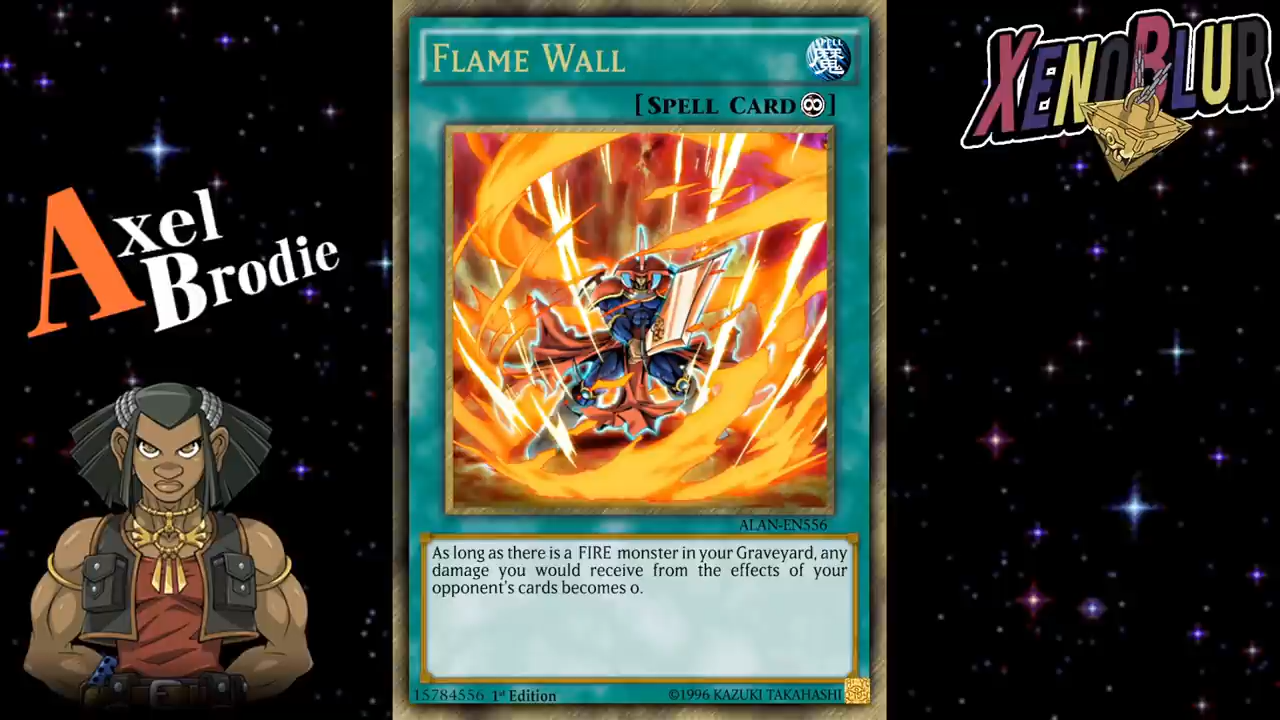 XENOBLUR
Axel
Brodie
FLAME WALL
SPELL
魔
[SPELL CARD♾]
ALAN-EN556
As long as there is a FIRE monster in your Graveyard, any
damage you would receive from the effects of your
opponent's cards becomes 0.
15784556 1st Edition
©1996 KAZUKI TAKAHASHI